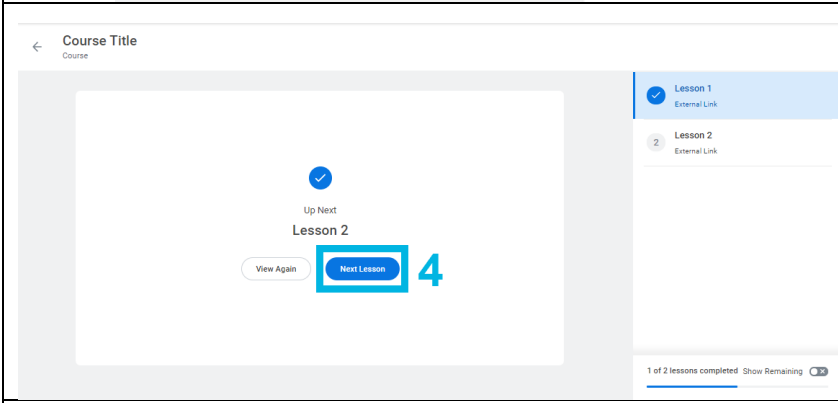 Course Title
Course
Up Next
Lesson 2
View Again
Next Lesson
4
Lesson 1
External Link
2
Lesson 2
External Link
1 of 2 lessons completed Show Remaining